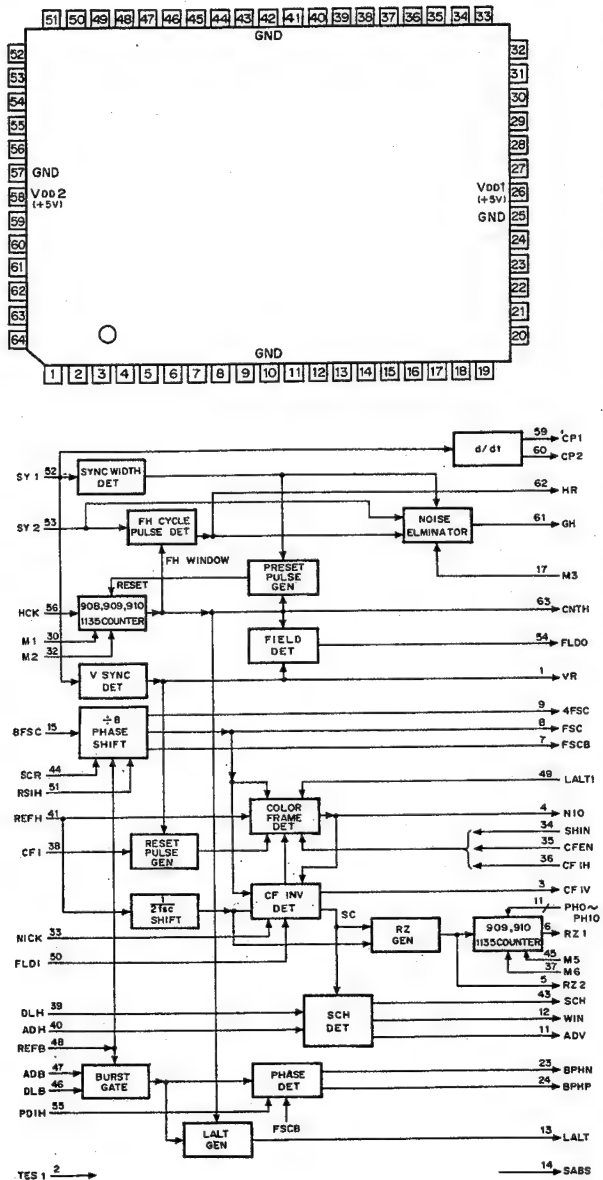 51 50 49 48 47 46 45 44 43 42 41 40 39 38 37 36 35 34 33
GND
52
53
54
55
56
57 GND
58 VDD2
(+5V)
59
60
61
62
63
64
32
31
30
29
28
27
VDD1 26
(+5V)
GND 25
24
23
22
21
20
GND
1 2 3 4 5 6 7 8 9 10 11 12 13 14 15 16 17 18 19
59 CP1
d/dt
60 CP2
SY 1 52
SYNC WIDTH
DET
62 HR
SY 2 53
FH CYCLE
PULSE DET
NOISE
ELMINATOR
61 GH
FH WINDOW
17 M3
RESET
PRESET
PULSE
GEN
HCK 56
908,909,910
1135COUNTER
63 CNTH
M1 30
M2 32
FIELD
DET
54 FLDO
V SYNC
DET
1 VR
÷8
PHASE
SHIFT
9 4FSC
8FSC 15
8 FSC
7 FSCB
SCR 44
RSIH 51
49 LALT1
REFH 41
COLOR
FRAME
DET
4 NIO
34 SHIN
35 CFEN
36 CFIH
CFI 38
RESET
PULSE
GEN
1
2fsc
SHIFT
CF INV
DET
3 CFIV
SC
11 PH0~
PH10
NICK 33
RZ
GEN
909,910
1135COUNTER
6 RZ1
45 M5
37 M6
FLDI 50
5 RZ2
DLH 39
SCH
DET
43 SCH
12 WIN
ADH 40
11 ADV
REFB 48
ADB 47
BURST
GATE
PHASE
DET
23 BPHN
DLB 46
24 BPHP
PDIH 55
FSCB
LALT
GEN
13 LALT
TES1 2
14 SABS